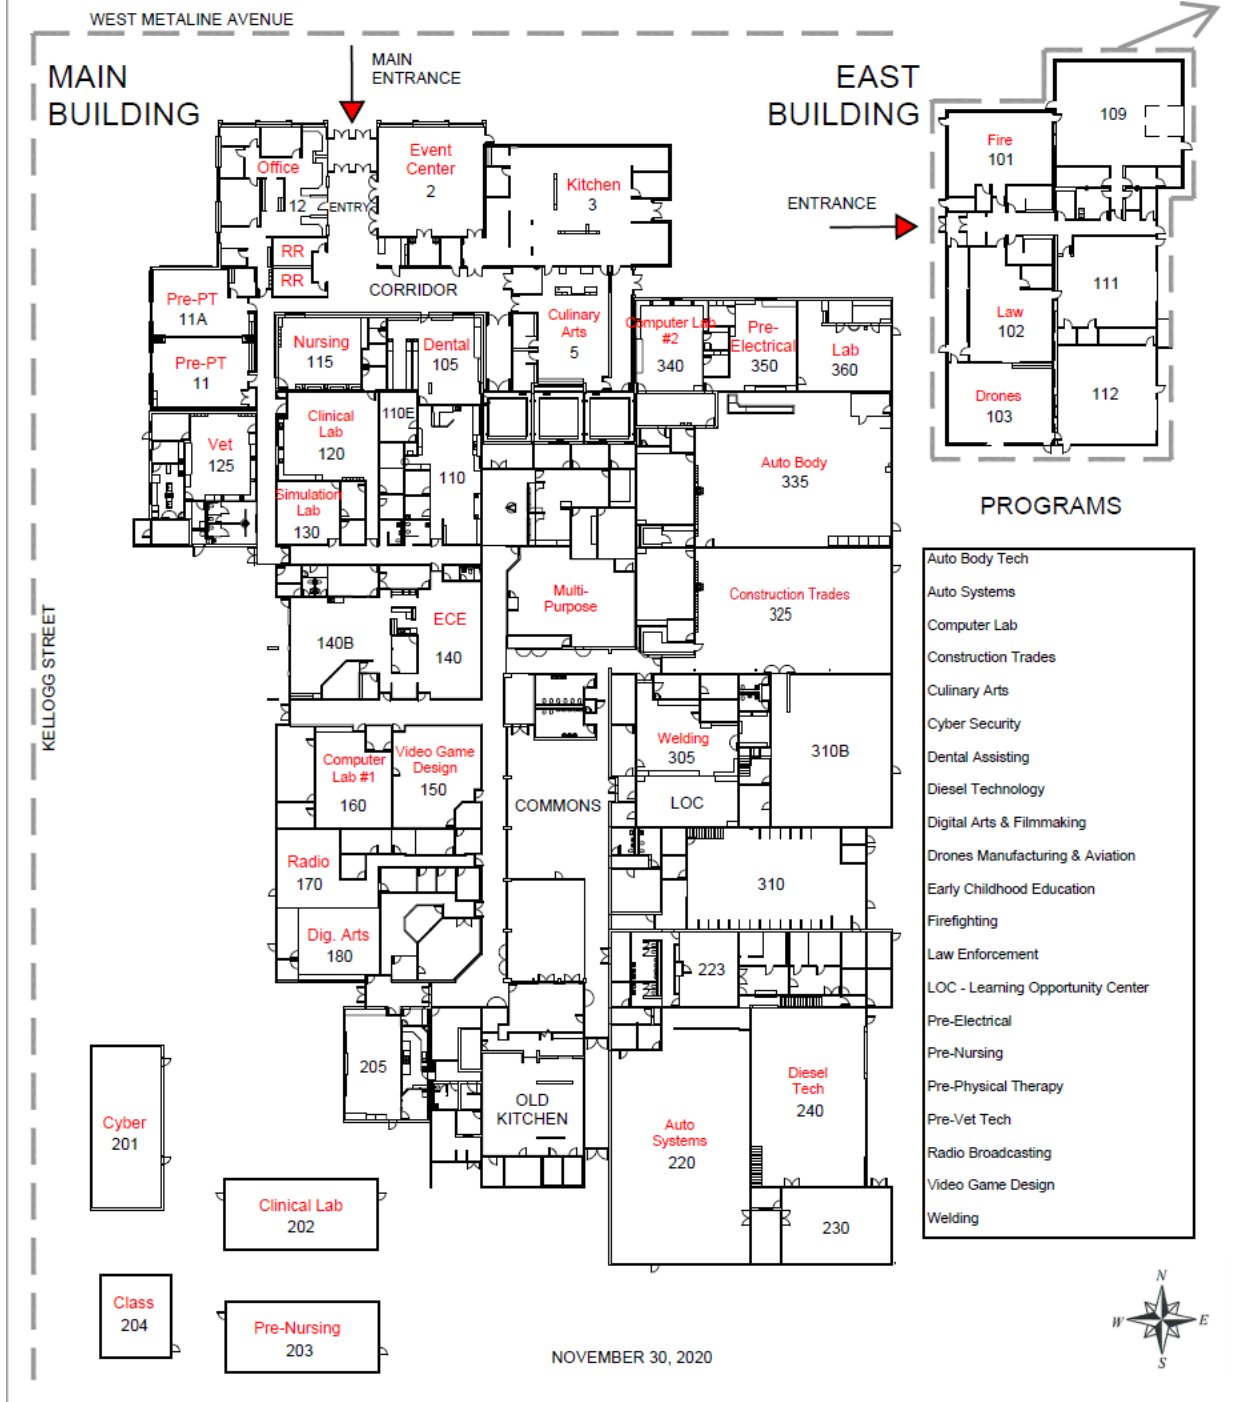 WEST METALINE AVENUE
MAIN
BUILDING
MAIN
ENTRANCE
EAST
BUILDING
ENTRANCE
Office
12
ENTRY
Event
Center
2
Kitchen
3
RR
RR
CORRIDOR
Pre-PT
11A
Pre-PT
11
Nursing
115
Dental
105
Culinary
Arts
5
Computer Lab
#2
340
Pre-
Electrical
350
Lab
360
Fire
101
109
111
Law
102
Drones
103
112
Vet
125
Clinical
Lab
120
110E
110
Simulation
Lab
130
Auto Body
335
Multi-
Purpose
Construction Trades
325
ECE
140
140B
KELLOGG STREET
Computer
Lab #1
160
Video Game
Design
150
COMMONS
Welding
305
LOC
310B
Radio
170
310
Dig. Arts
180
223
205
OLD
KITCHEN
Diesel
Tech
240
Auto
Systems
220
230
Cyber
201
Clinical Lab
202
Class
204
Pre-Nursing
203
PROGRAMS
Auto Body Tech
Auto Systems
Computer Lab
Construction Trades
Culinary Arts
Cyber Security
Dental Assisting
Diesel Technology
Digital Arts & Filmmaking
Drones Manufacturing & Aviation
Early Childhood Education
Firefighting
Law Enforcement
LOC - Learning Opportunity Center
Pre-Electrical
Pre-Nursing
Pre-Physical Therapy
Pre-Vet Tech
Radio Broadcasting
Video Game Design
Welding
N
W E
S
NOVEMBER 30, 2020